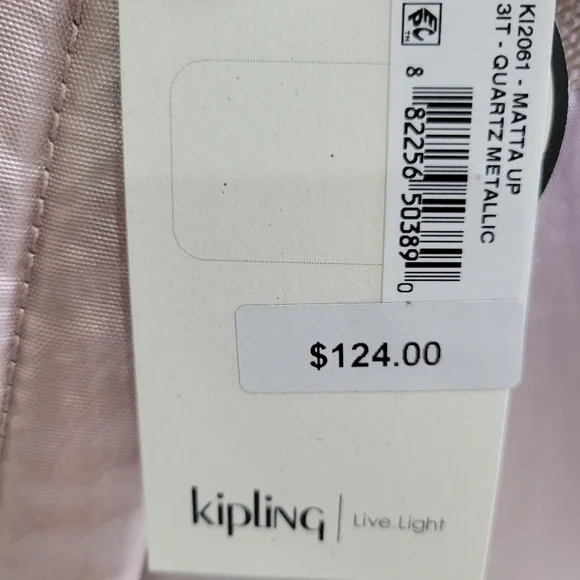 KI2061 - MATTA UP
3IT - QUARTZ METALLIC
8 82256 50389 0
$124.00
kipling | Live.Light